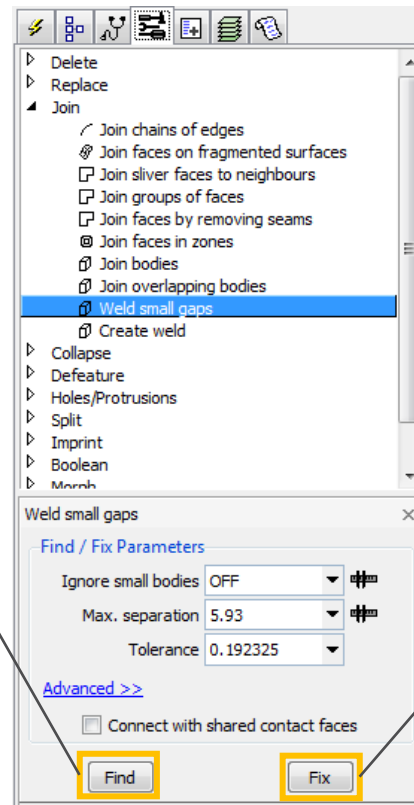 Delete
Replace
Join
Join chains of edges
Join faces on fragmented surfaces
Join sliver faces to neighbours
Join groups of faces
Join faces by removing seams
Join faces in zones
Join bodies
Join overlapping bodies
Weld small gaps
Create weld
Collapse
Defeature
Holes/Protrusions
Split
Imprint
Boolean
Morph
Weld small gaps
Find / Fix Parameters
Ignore small bodies OFF
Max. separation 5.93
Tolerance 0.192325
Advanced >>
Connect with shared contact faces
Find Fix